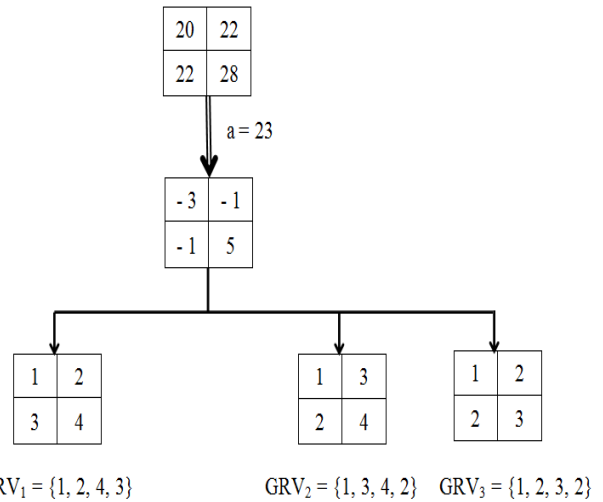 20 22
22 28
a = 23
- 3 - 1
- 1 5
1 2
3 4
1 3
2 4
1 2
2 3
RV₁ = {1, 2, 4, 3}
GRV₂ = {1, 3, 4, 2}
GRV₃ = {1, 2, 3, 2}